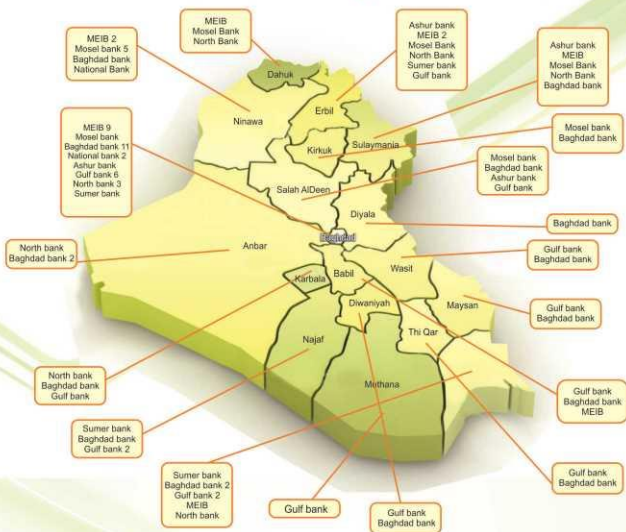 MEIB
Mosel Bank
North Bank
MEIB 2
Mosel bank 5
Baghdad bank
National Bank
Ashur bank
MEIB 2
Mosel Bank
North Bank
Sumer bank
Gulf bank
Ashur bank
MEIB
Mosel Bank
North Bank
Baghdad bank
Dahuk
Erbil
Ninawa
Kirkuk
Sulaymania
Mosel bank
Baghdad bank
MEIB 9
Mosel bank
Baghdad bank 11
National bank 2
Ashur bank
Gulf bank 6
North bank 3
Sumer bank
Mosel bank
Baghdad bank
Ashur bank
Gulf bank
Salah AlDeen
Diyala
Baghdad bank
Baghdad
Anbar
North bank
Baghdad bank 2
Gulf bank
Baghdad bank
Wasit
Babil
Karbala
Diwaniyah
Maysan
Gulf bank
Baghdad bank
Thi Qar
Najaf
Methana
North bank
Baghdad bank
Gulf bank
Gulf bank
Baghdad bank
MEIB
Sumer bank
Baghdad bank
Gulf bank 2
Gulf bank
Baghdad bank
Sumer bank
Baghdad bank 2
Gulf bank 2
MEIB
North bank
Gulf bank
Gulf bank
Baghdad bank